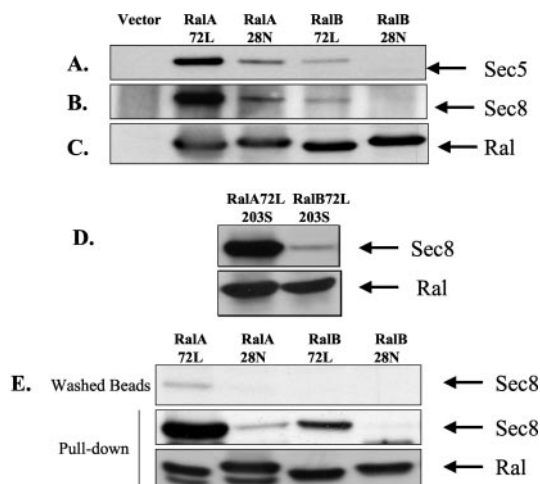 Vector RalA RalA RalB RalB
72L 28N 72L 28N
A. Sec5
B. Sec8
C. Ral
RalA72L RalB72L
203S 203S
D. Sec8
Ral
RalA RalA RalB RalB
72L 28N 72L 28N
E. Washed Beads Sec8
Sec8
Pull-down
Ral